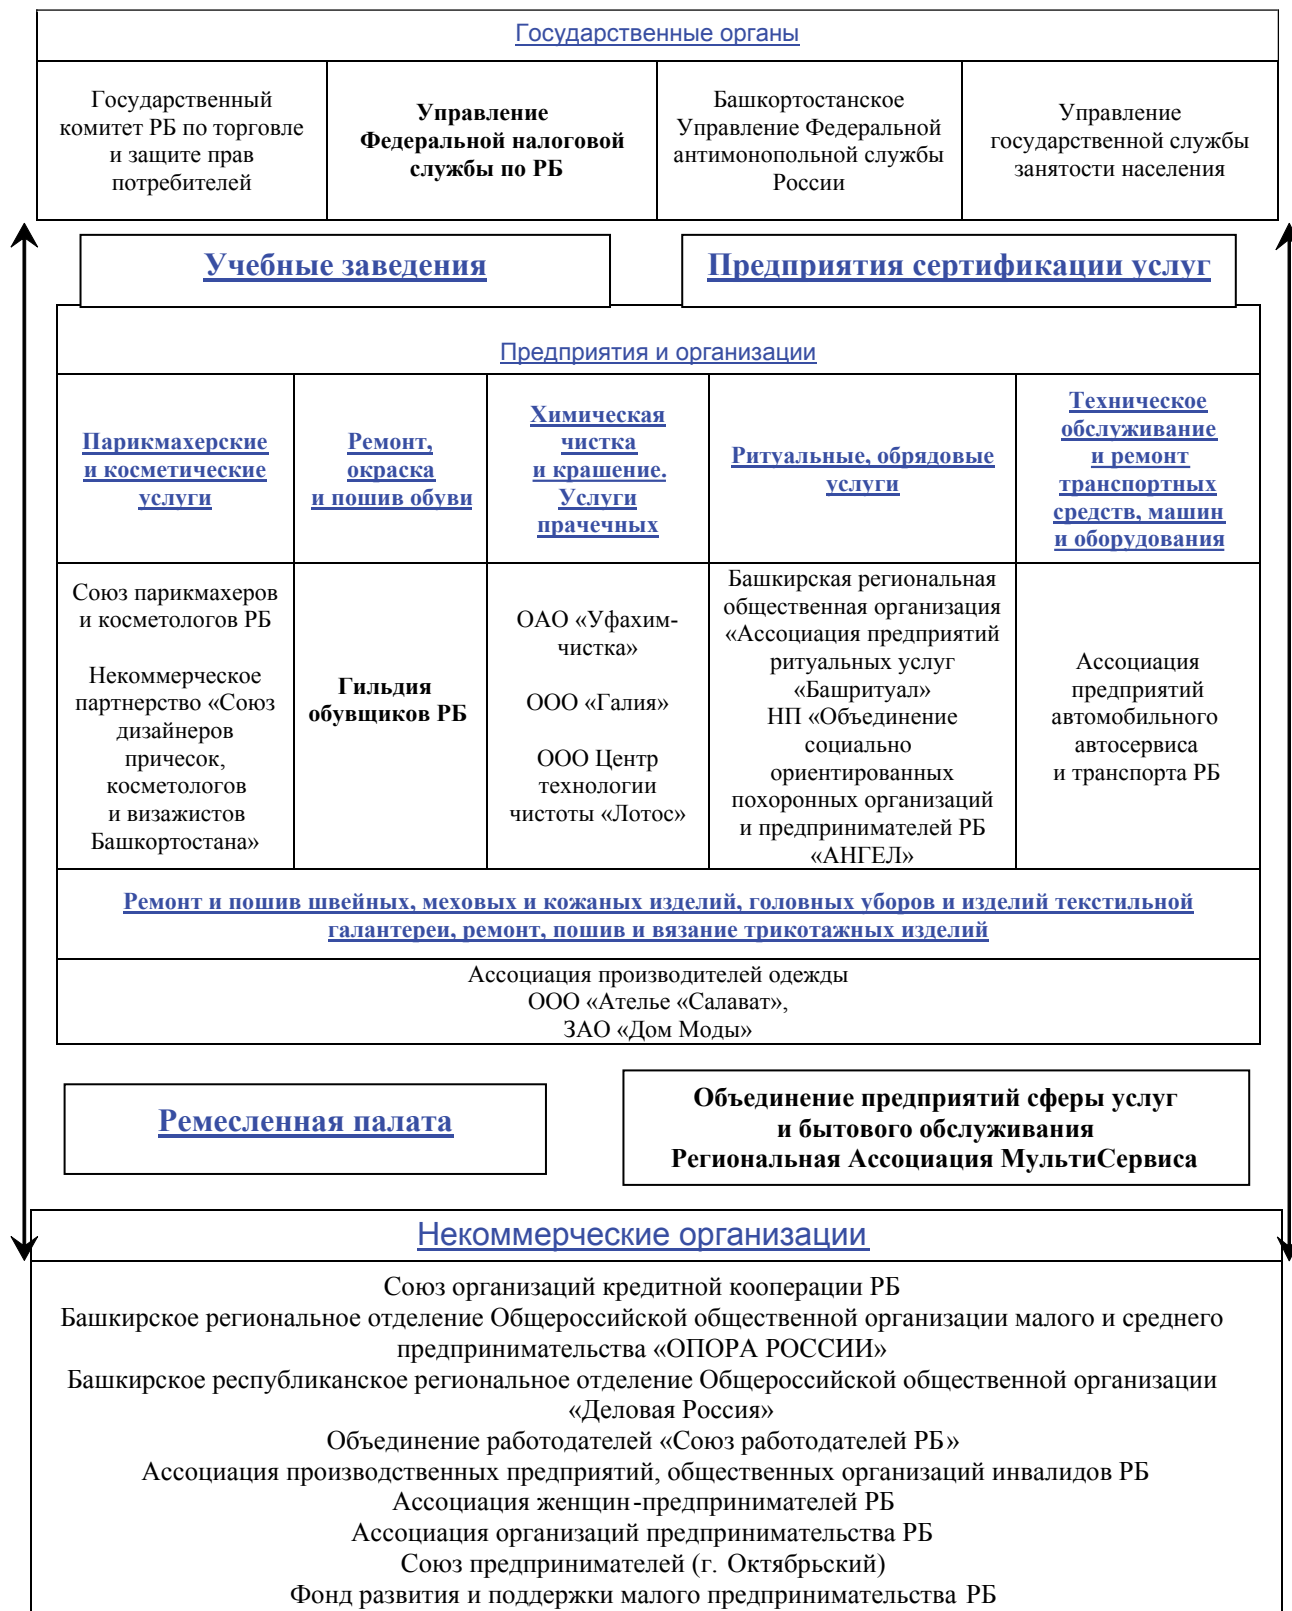 Государственные органы
Государственный
комитет РБ по торговле
и защите прав
потребителей
Управление
Федеральной налоговой
службы по РБ
Башкортостанское
Управление Федеральной
антимонопольной службы
России
Управление
государственной службы
занятости населения
Учебные заведения
Предприятия сертификации услуг
Предприятия и организации
Парикмахерские
и косметические
услуги
Ремонт,
окраска
и пошив обуви
Химическая
чистка
и крашение.
Услуги
прачечных
Ритуальные, обрядовые
услуги
Техническое
обслуживание
и ремонт
транспортных
средств, машин
и оборудования
Союз парикмахеров
и косметологов РБ
Некоммерческое
партнерство «Союз
дизайнеров
причесок,
косметологов
и визажистов
Башкортостана»
Гильдия
обувщиков РБ
ОАО «Уфахим-
чистка»
ООО «Галия»
ООО Центр
технологии
чистоты «Лотос»
Башкирская региональная
общественная организация
«Ассоциация предприятий
ритуальных услуг
«Башритуал»
НП «Объединение
социально
ориентированных
похоронных организаций
и предпринимателей РБ
«АНГЕЛ»
Ассоциация
предприятий
автомобильного
автосервиса
и транспорта РБ
Ремонт и пошив швейных, меховых и кожаных изделий, головных уборов и изделий текстильной
галантереи, ремонт, пошив и вязание трикотажных изделий
Ассоциация производителей одежды
ООО «Ателье «Салават»,
ЗАО «Дом Моды»
Ремесленная палата
Объединение предприятий сферы услуг
и бытового обслуживания
Региональная Ассоциация МультиСервиса
Некоммерческие организации
Союз организаций кредитной кооперации РБ
Башкирское региональное отделение Общероссийской общественной организации малого и среднего
предпринимательства «ОПОРА РОССИИ»
Башкирское республиканское региональное отделение Общероссийской общественной организации
«Деловая Россия»
Объединение работодателей «Союз работодателей РБ»
Ассоциация производственных предприятий, общественных организаций инвалидов РБ
Ассоциация женщин-предпринимателей РБ
Ассоциация организаций предпринимательства РБ
Союз предпринимателей (г. Октябрьский)
Фонд развития и поддержки малого предпринимательства РБ